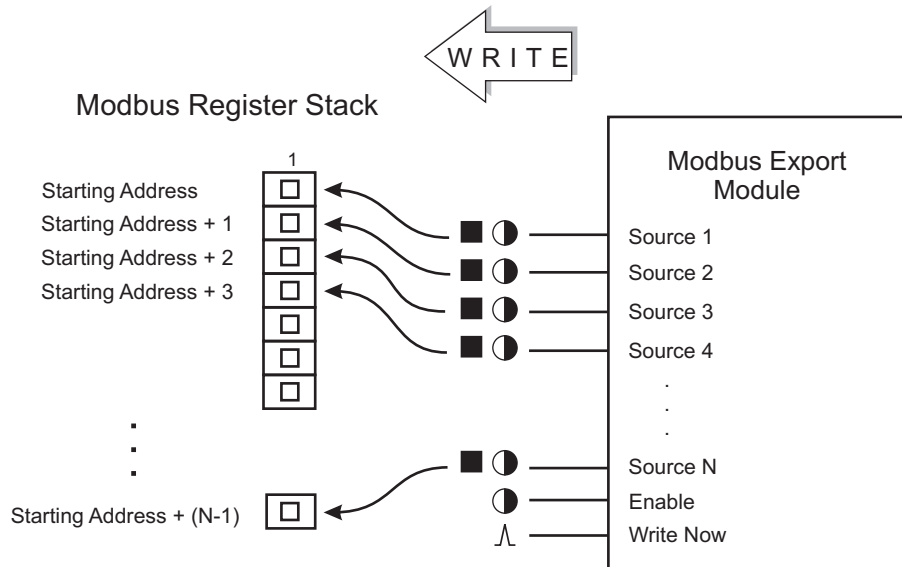 W R I T E
Modbus Register Stack
1
Starting Address
Starting Address + 1
Starting Address + 2
Starting Address + 3
.
.
.
Starting Address + (N-1)
Modbus Export
Module
Source 1
Source 2
Source 3
Source 4
.
.
.
Source N
Enable
Write Now